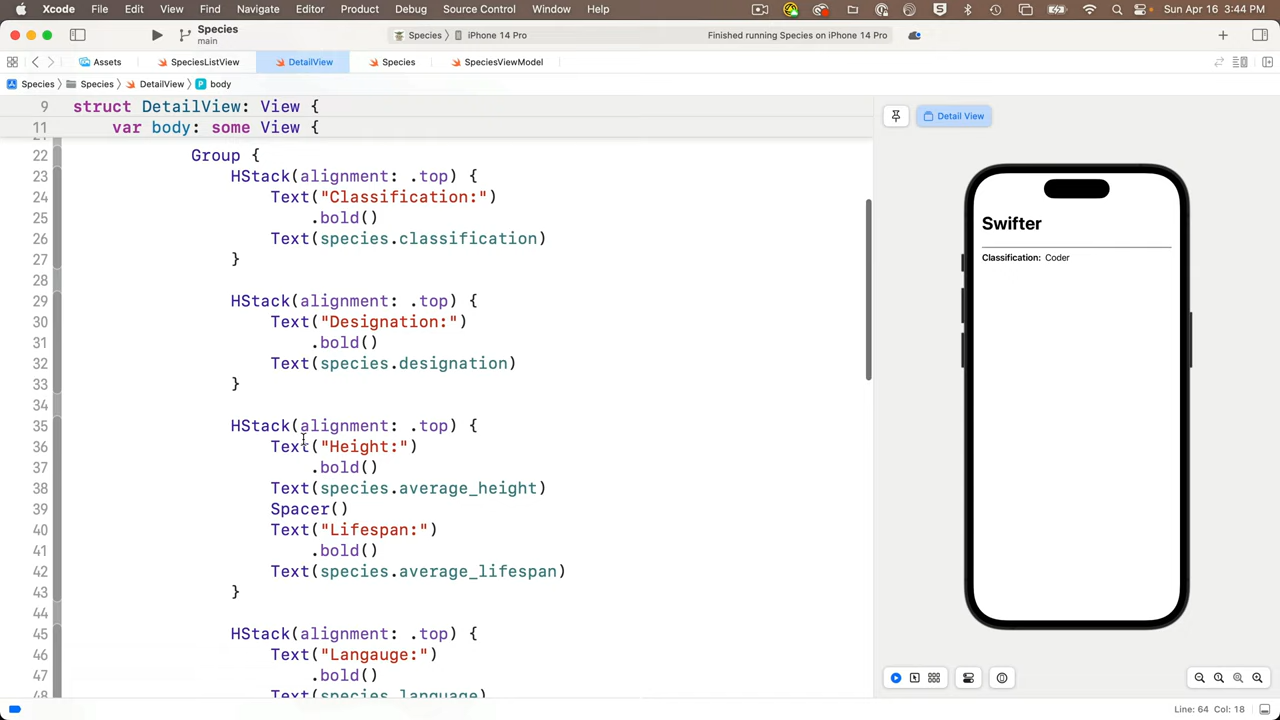 Xcode File Edit View Find Navigate Editor Product Debug Source Control Window Help Sun Apr 16 3:44 PM
Species
main
Species iPhone 14 Pro
Finished running Species on iPhone 14 Pro
Assets SpeciesListView DetailView Species SpeciesViewModel
Species Species DetailView body
9 struct DetailView: View {
11 var body: some View {
22 Group {
23 HStack(alignment: .top) {
24 Text("Classification:")
25 .bold()
26 Text(species.classification)
27 }
28
29 HStack(alignment: .top) {
30 Text("Designation:")
31 .bold()
32 Text(species.designation)
33 }
34
35 HStack(alignment: .top) {
36 Text("Height:")
37 .bold()
38 Text(species.average_height)
39 Spacer()
40 Text("Lifespan:")
41 .bold()
42 Text(species.average_lifespan)
43 }
44
45 HStack(alignment: .top) {
46 Text("Langauge:")
47 .bold()
48 Text(species.language)
Detail View
Swifter
Classification: Coder
Line: 64 Col: 18